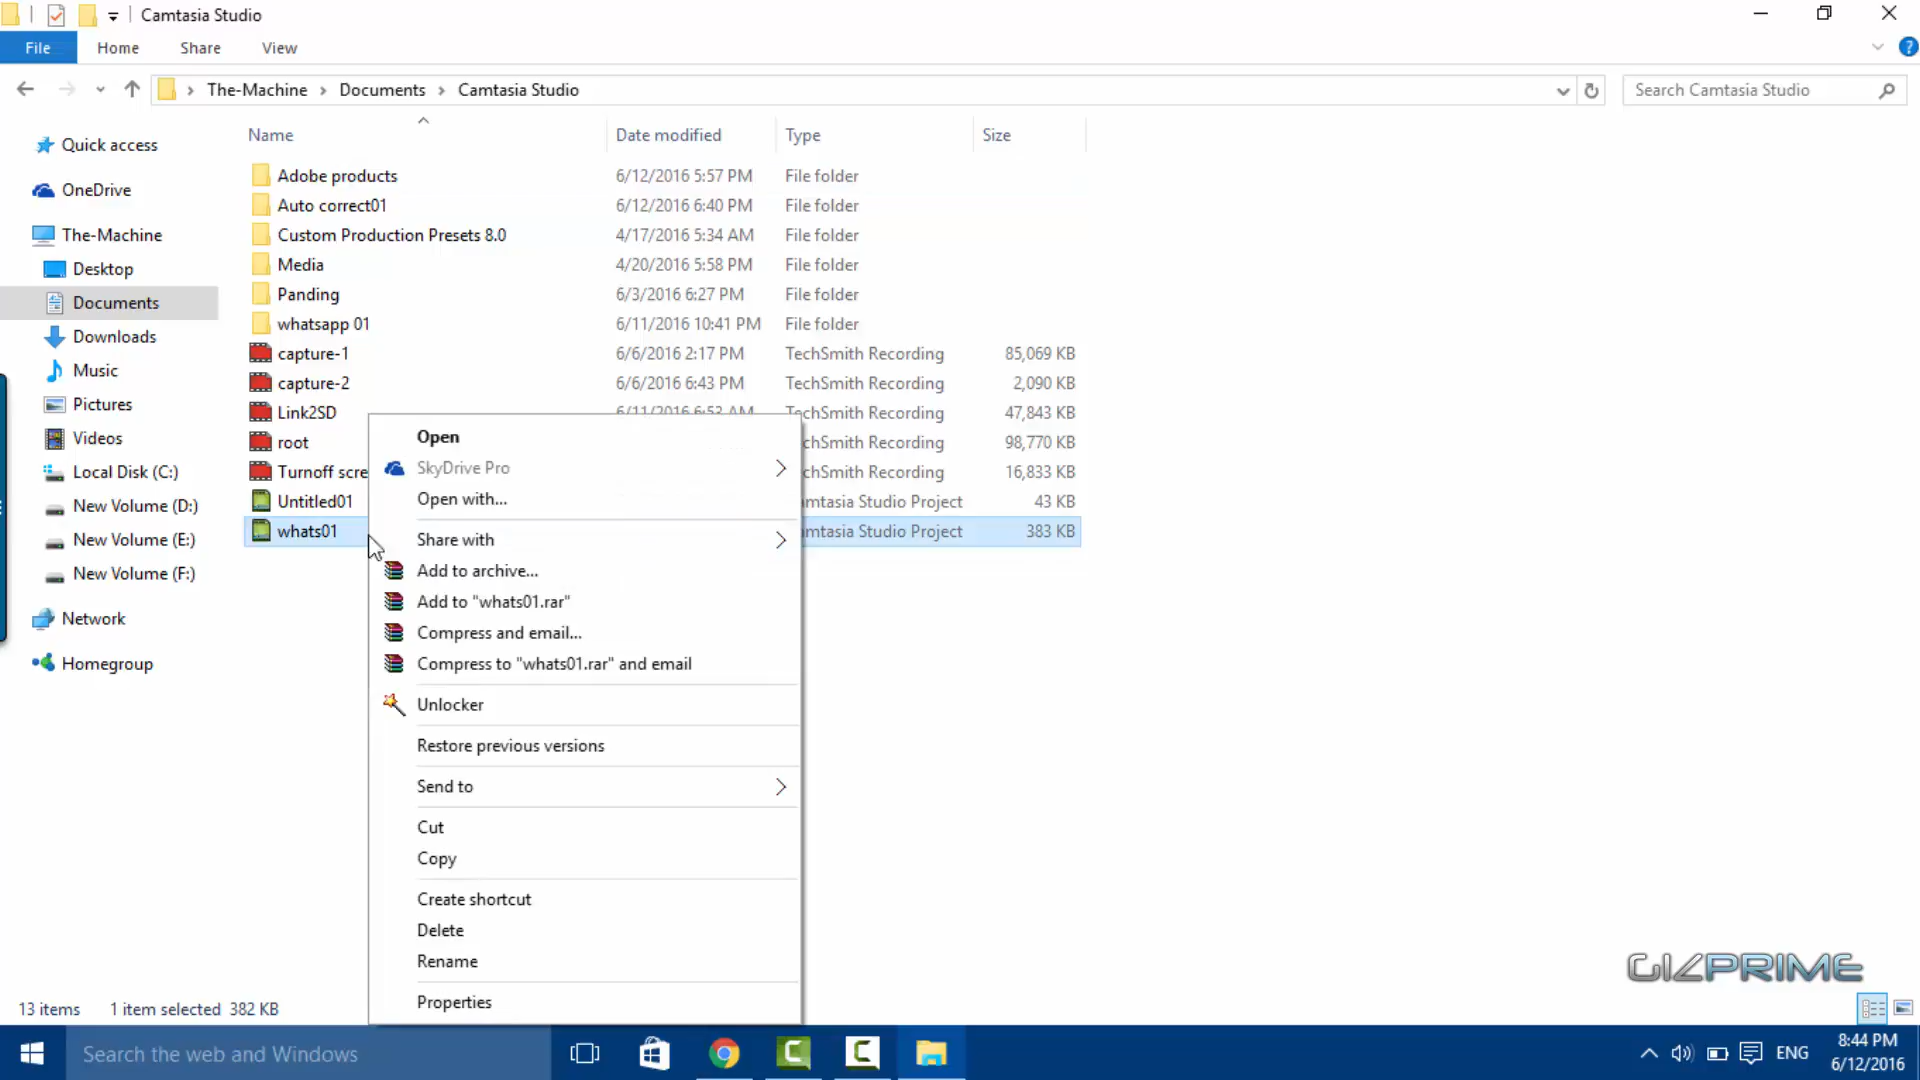 Camtasia Studio
File Home Share View
The-Machine Documents Camtasia Studio Search Camtasia Studio
Name Date modified Type Size
Quick access
OneDrive
The-Machine
Desktop
Documents
Downloads
Music
Pictures
Videos
Local Disk (C:)
New Volume (D:)
New Volume (E:)
New Volume (F:)
Network
Homegroup
Adobe products 6/12/2016 5:57 PM File folder
Auto correct01 6/12/2016 6:40 PM File folder
Custom Production Presets 8.0 4/17/2016 5:34 AM File folder
Media 4/20/2016 5:58 PM File folder
Panding 6/3/2016 6:27 PM File folder
whatsapp 01 6/11/2016 10:41 PM File folder
capture-1 6/6/2016 2:17 PM TechSmith Recording 85,069 KB
capture-2 6/6/2016 6:43 PM TechSmith Recording 2,090 KB
Link2SD 6/11/2016 6:53 AM TechSmith Recording 47,843 KB
root chSmith Recording 98,770 KB
Turnoff scre chSmith Recording 16,833 KB
Untitled01 mtasia Studio Project 43 KB
whats01 mtasia Studio Project 383 KB
Open
SkyDrive Pro
Open with...
Share with
Add to archive...
Add to "whats01.rar"
Compress and email...
Compress to "whats01.rar" and email
Unlocker
Restore previous versions
Send to
Cut
Copy
Create shortcut
Delete
Rename
Properties
GIZPRIME
13 items 1 item selected 382 KB
Search the web and Windows
ENG
8:44 PM
6/12/2016